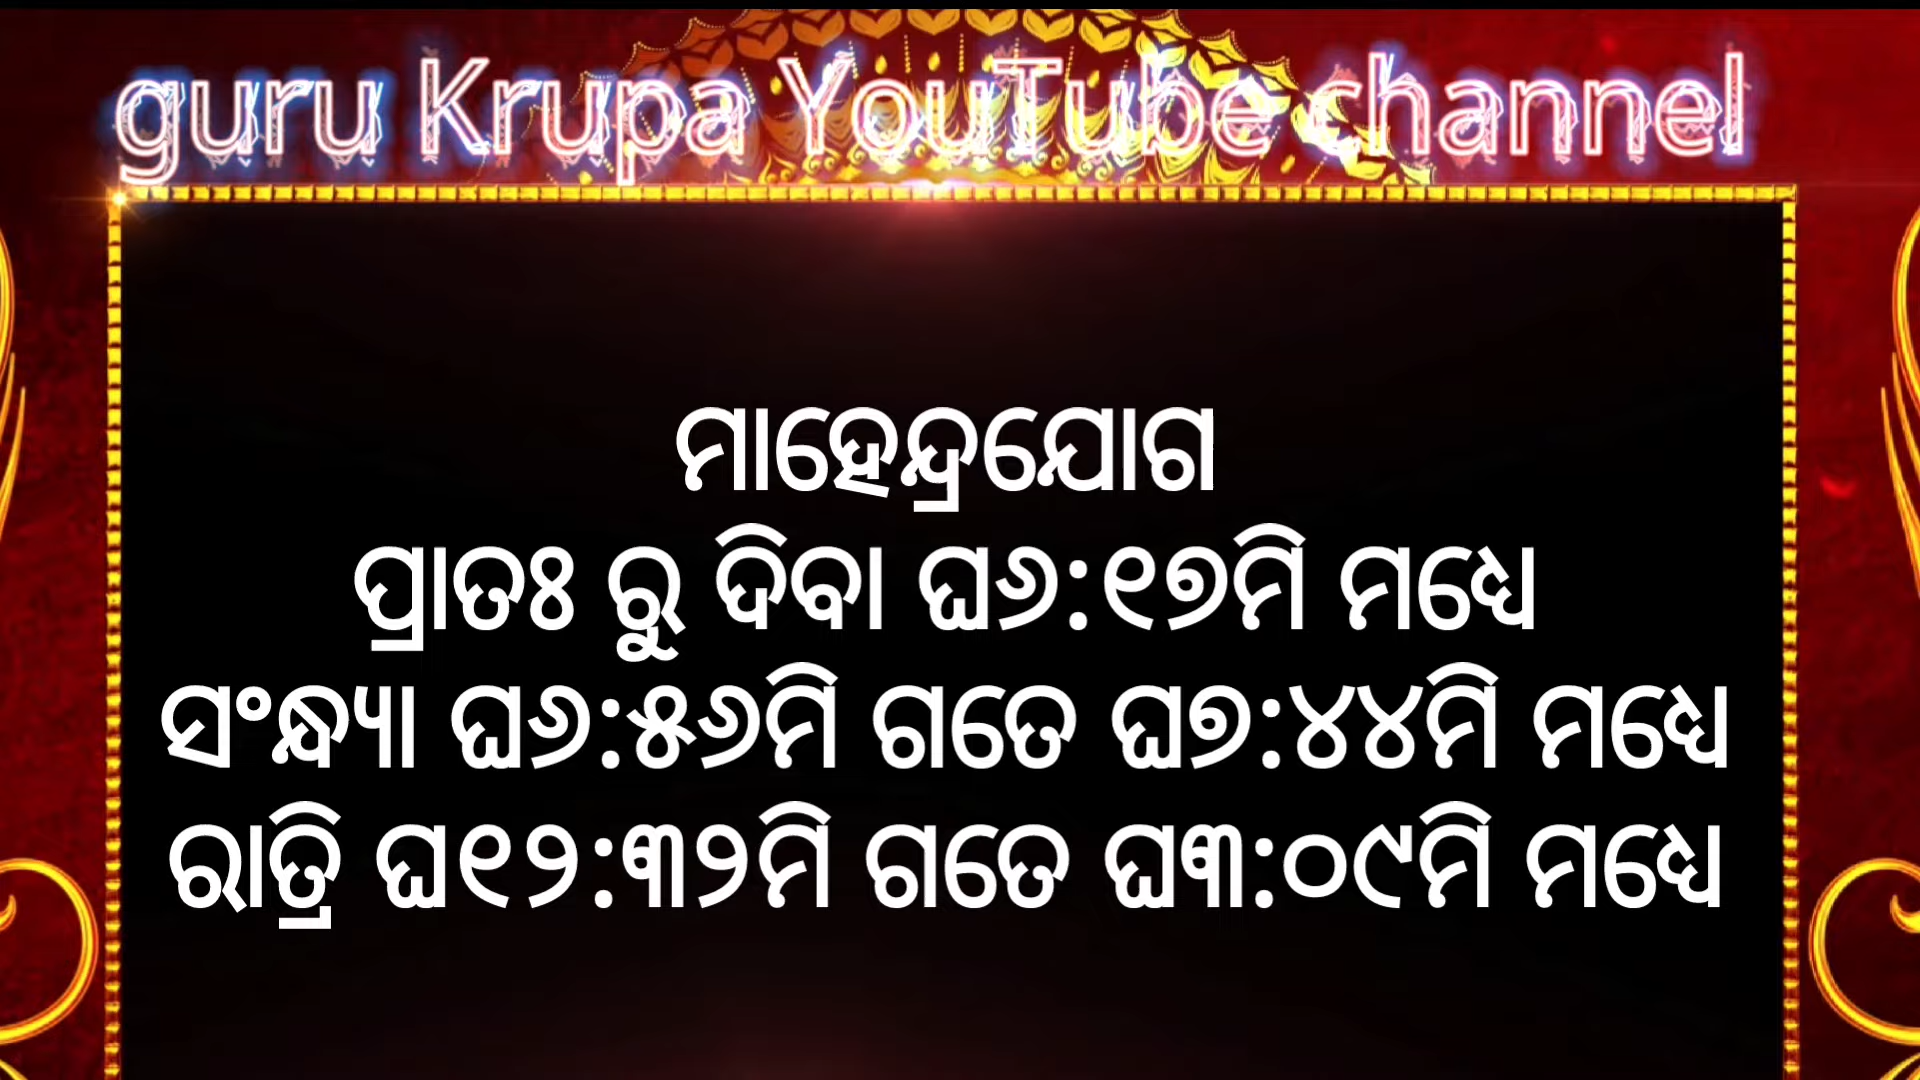 guru Krupa YouTube channel
ମାହେନ୍ଦ୍ରଯୋଗ
ପ୍ରାତଃ ରୁ ଦିବା ଘ୬:୧୭ମି ମଧ୍ୟେ
ସଂନ୍ଧ୍ୟା ଘ୬:୫୬ମି ଗତେ ଘ୭:୪୪ମି ମଧ୍ୟେ
ରାତ୍ରି ଘ୧୨:୩୨ମି ଗତେ ଘ୩:୦୯ମି ମଧ୍ୟେ